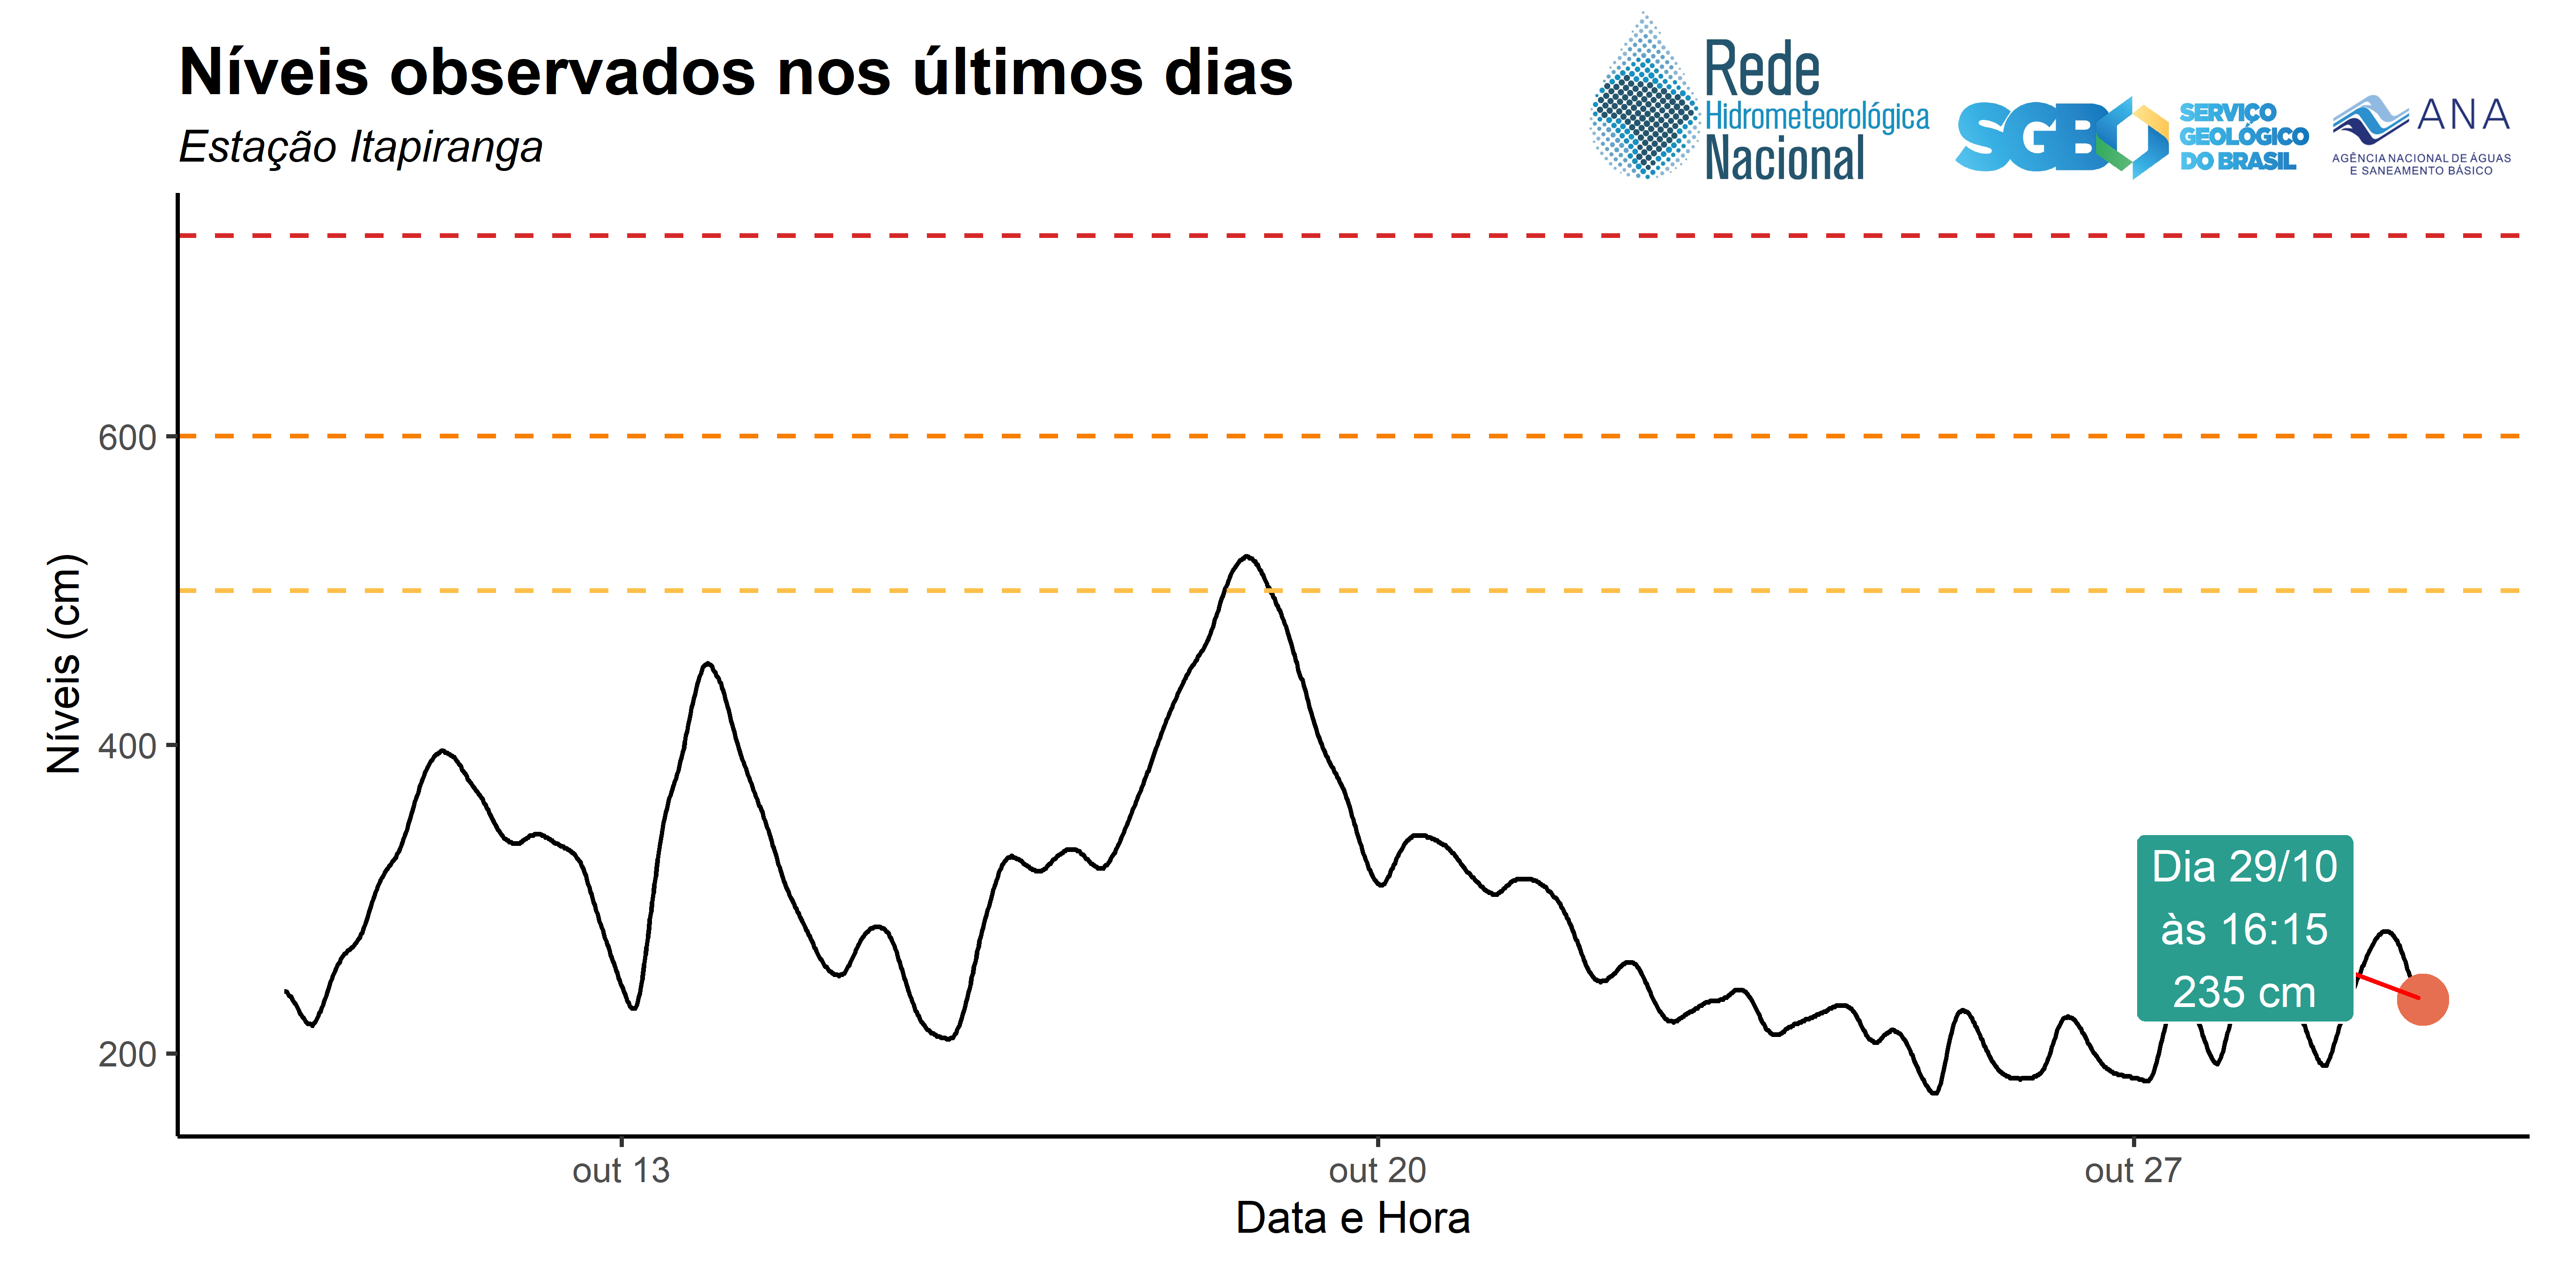 Níveis observados nos últimos dias
Estação Itapiranga
Rede
Hidrometeorológica
Nacional
SGB
SERVIÇO
GEOLÓGICO
DO BRASIL
ANA
AGÊNCIA NACIONAL DE ÁGUAS
E SANEAMENTO BÁSICO
Níveis (cm)
600
400
200
Dia 29/10
às 16:15
235 cm
out 13
out 20
out 27
Data e Hora